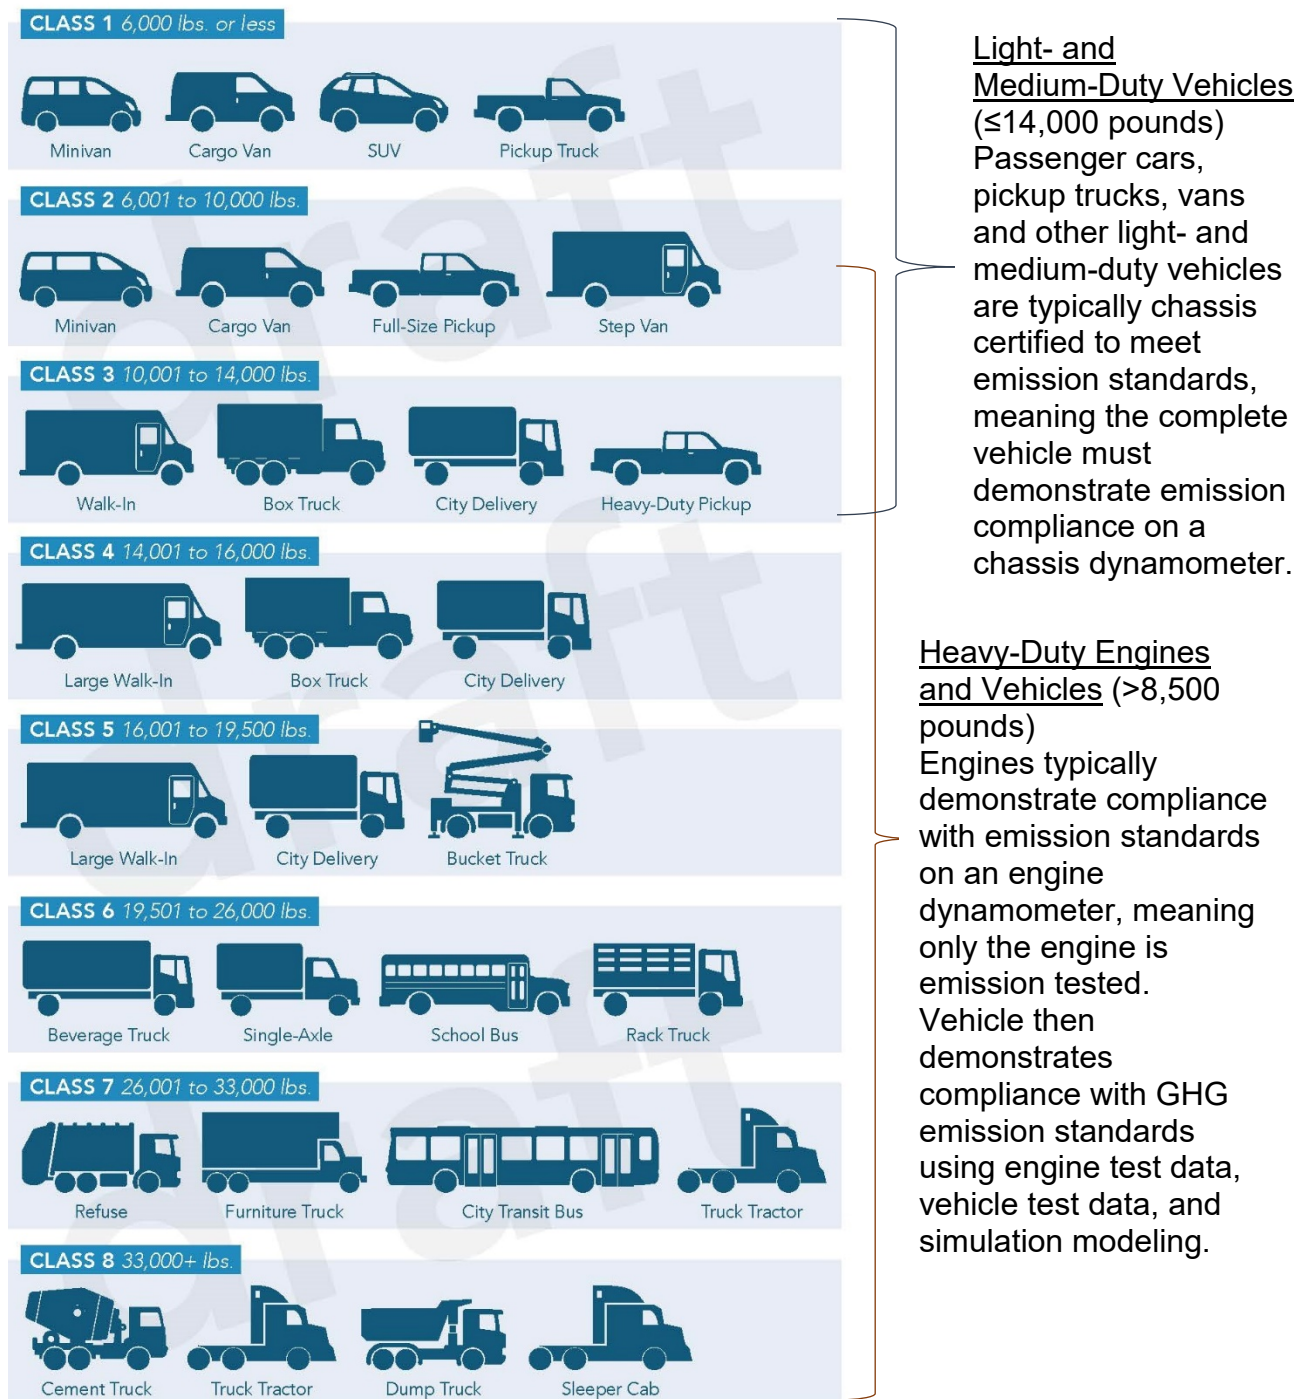 CLASS 1 6,000 lbs. or less
Minivan
Cargo Van
SUV
Pickup Truck
CLASS 2 6,001 to 10,000 lbs.
Minivan
Cargo Van
Full-Size Pickup
Step Van
CLASS 3 10,001 to 14,000 lbs.
Walk-In
Box Truck
City Delivery
Heavy-Duty Pickup
CLASS 4 14,001 to 16,000 lbs.
Large Walk-In
Box Truck
City Delivery
CLASS 5 16,001 to 19,500 lbs.
Large Walk-In
City Delivery
Bucket Truck
CLASS 6 19,501 to 26,000 lbs.
Beverage Truck
Single-Axle
School Bus
Rack Truck
CLASS 7 26,001 to 33,000 lbs.
Refuse
Furniture Truck
City Transit Bus
Truck Tractor
CLASS 8 33,000+ lbs.
Cement Truck
Truck Tractor
Dump Truck
Sleeper Cab
Light- and
Medium-Duty Vehicles
(≤14,000 pounds)
Passenger cars,
pickup trucks, vans
and other light- and
medium-duty vehicles
are typically chassis
certified to meet
emission standards,
meaning the complete
vehicle must
demonstrate emission
compliance on a
chassis dynamometer.
Heavy-Duty Engines
and Vehicles (>8,500
pounds)
Engines typically
demonstrate compliance
with emission standards
on an engine
dynamometer, meaning
only the engine is
emission tested.
Vehicle then
demonstrates
compliance with GHG
emission standards
using engine test data,
vehicle test data, and
simulation modeling.
draft
draft
draft